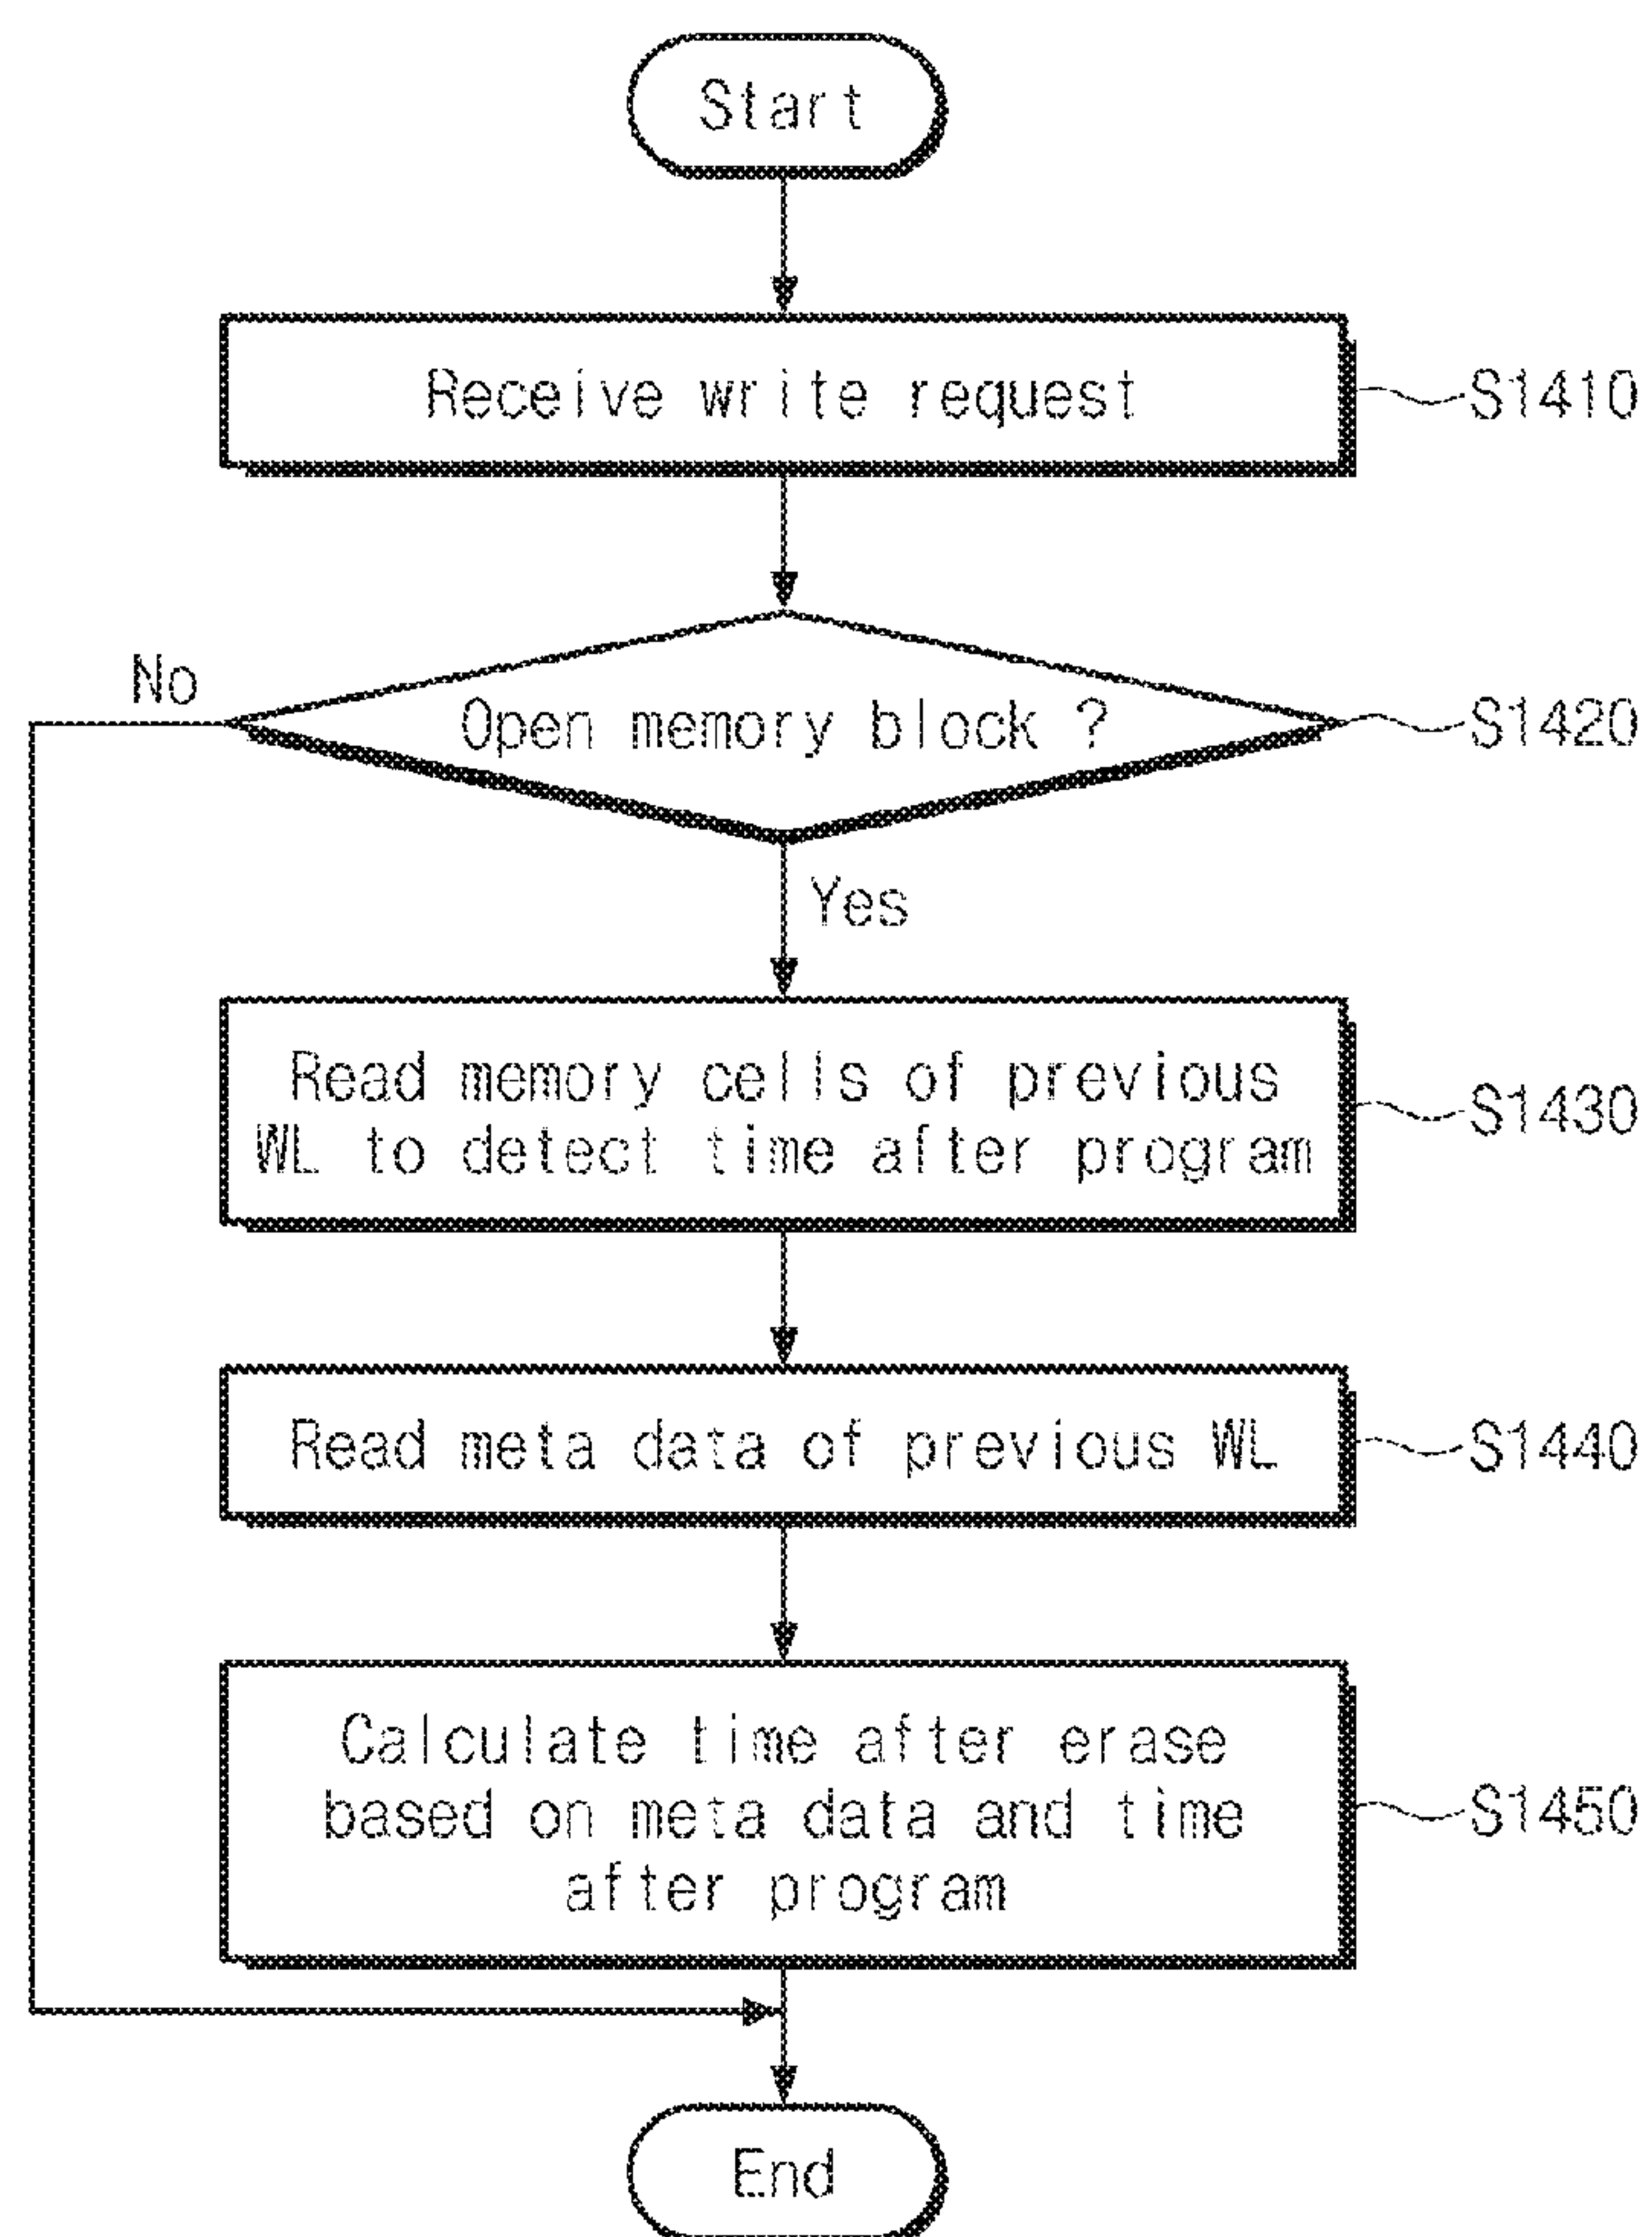 Start
Receive write request
S1410
No
Open memory block ?
S1420
Yes
Read memory cells of previous
WL to detect time after program
S1430
Read meta data of previous WL
S1440
Calculate time after erase
based on meta data and time
after program
S1450
End